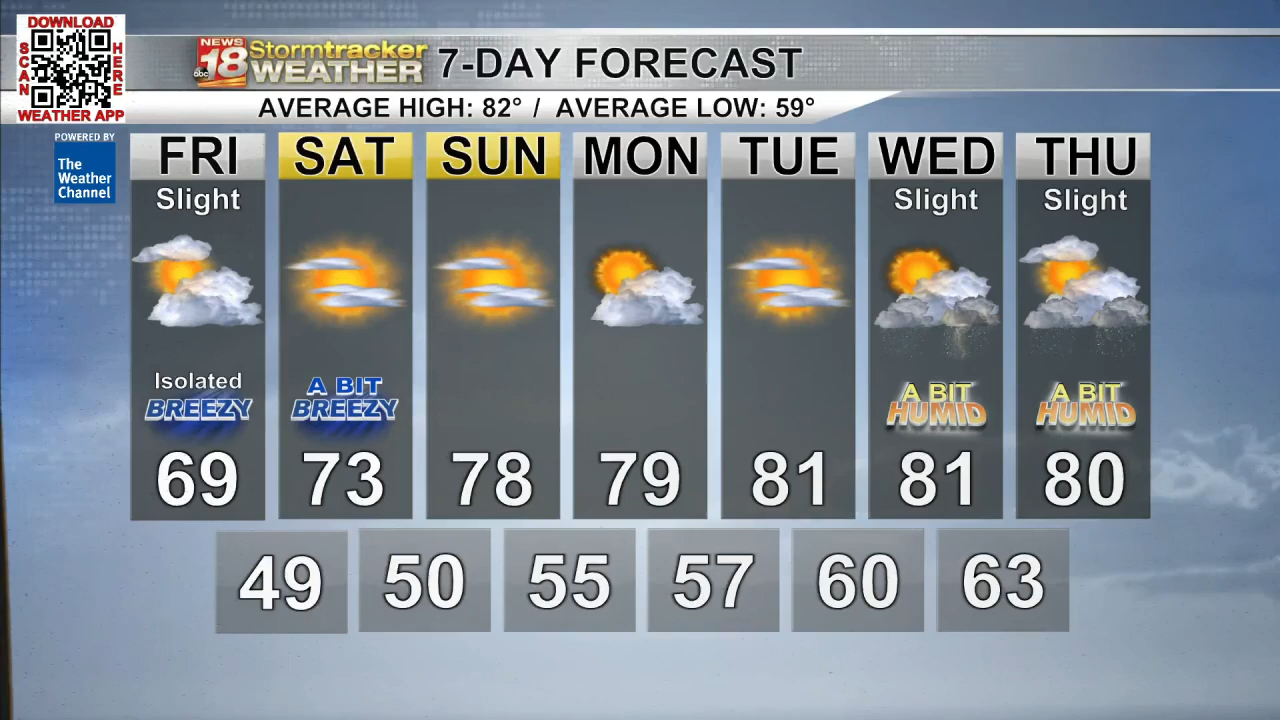 DOWNLOAD
SCAN
HERE
WEATHER APP
NEWS
abc 18
Stormtracker
WEATHER
7-DAY FORECAST
AVERAGE HIGH: 82° / AVERAGE LOW: 59°
POWERED BY
The
Weather
Channel
FRI SAT SUN MON TUE WED THU
Slight Slight Slight
Isolated
BREEZY
A BIT
BREEZY
A BIT
HUMID
A BIT
HUMID
69 73 78 79 81 81 80
49 50 55 57 60 63